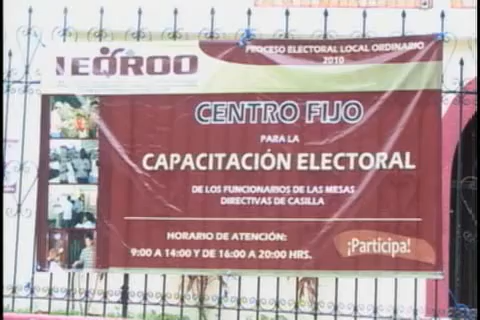 IEQROO
PROCESO ELECTORAL LOCAL ORDINARIO
2010
CENTRO FIJO
PARA LA
CAPACITACIÓN ELECTORAL
DE LOS FUNCIONARIOS DE LAS MESAS
DIRECTIVAS DE CASILLA
HORARIO DE ATENCIÓN:
9:00 A 14:00 Y DE 16:00 A 20:00 HRS.
¡Participa!